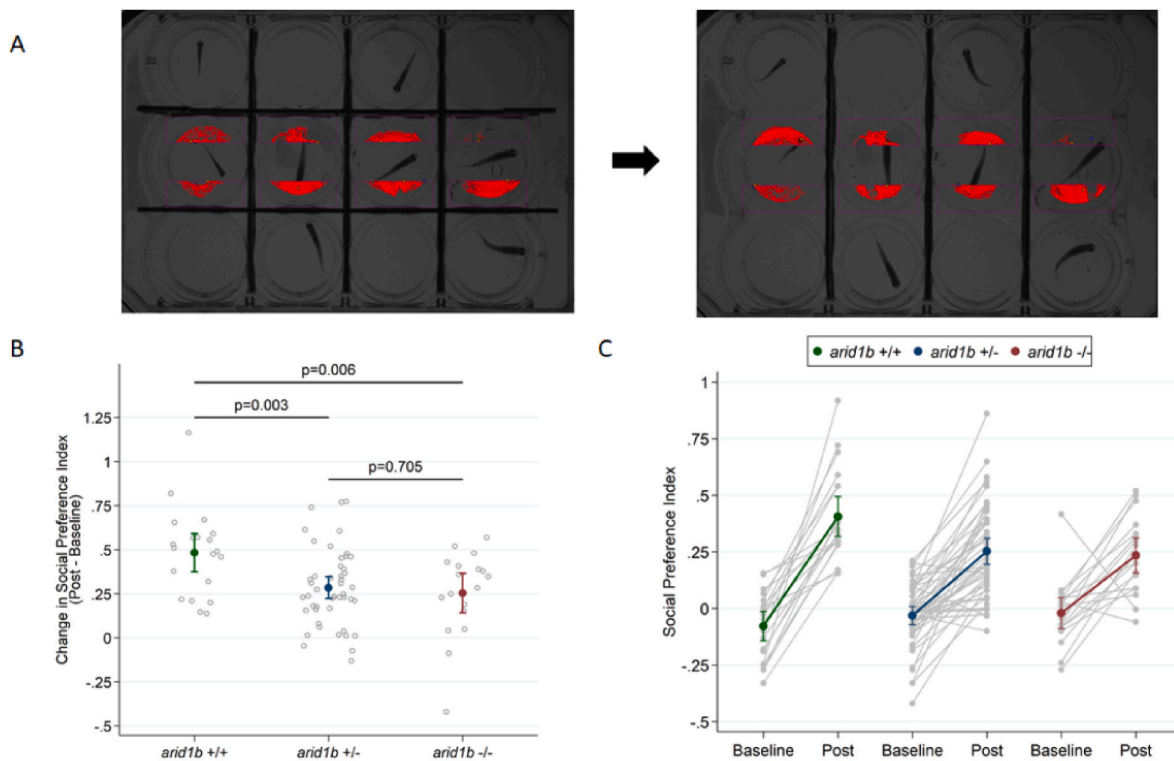 A
B
C
arid1b +/+ arid1b +/- arid1b -/-
p=0.006
p=0.003
p=0.705
Change in Social Preference Index
(Post - Baseline)
1.25
1
.75
.5
.25
0
-.25
-.5
arid1b +/+ arid1b +/- arid1b -/-
Social Preference Index
1
.75
.5
.25
0
-.25
-.5
Baseline Post Baseline Post Baseline Post